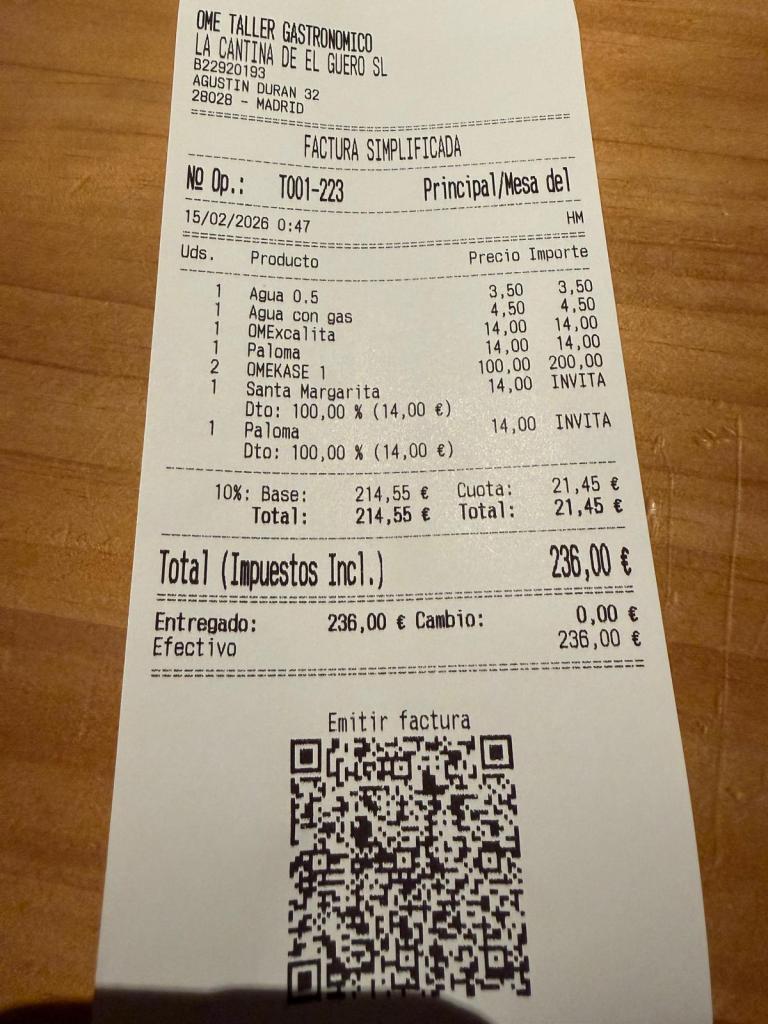 OME TALLER GASTRONOMICO
LA CANTINA DE EL GUERO SL
B22920193
AGUSTIN DURAN 32
28028 - MADRID
FACTURA SIMPLIFICADA
Nº Op.: T001-223 Principal/Mesa del
15/02/2026 0:47 HM
Uds. Producto Precio Importe
1 Agua 0.5 3,50 3,50
1 Agua con gas 4,50 4,50
1 OMExcalita 14,00 14,00
1 Paloma 14,00 14,00
2 OMEKASE 1 100,00 200,00
1 Santa Margarita 14,00 INVITA
Dto: 100,00 % (14,00 €)
1 Paloma 14,00 INVITA
Dto: 100,00 % (14,00 €)
10%: Base: 214,55 € Cuota: 21,45 €
Total: 214,55 € Total: 21,45 €
Total (Impuestos Incl.) 236,00 €
Entregado: 236,00 € Cambio: 0,00 €
Efectivo 236,00 €
Emitir factura